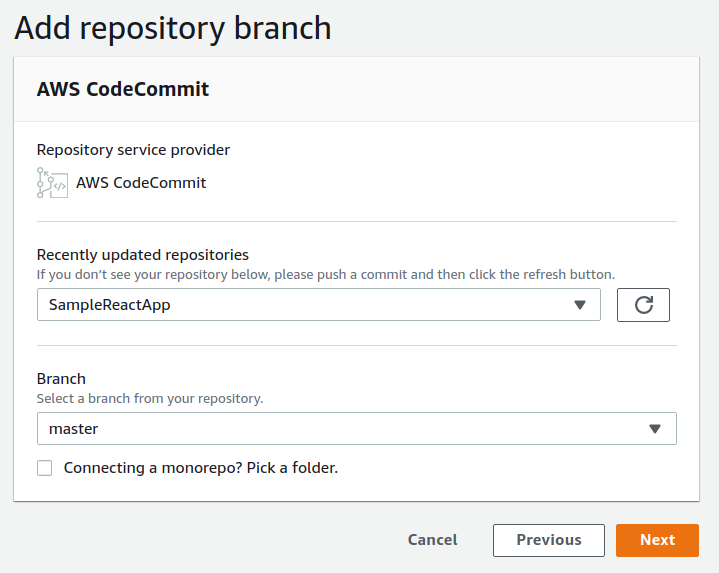 Add repository branch
AWS CodeCommit
Repository service provider
AWS CodeCommit
Recently updated repositories
If you don’t see your repository below, please push a commit and then click the refresh button.
SampleReactApp
Branch
Select a branch from your repository.
master
Connecting a monorepo? Pick a folder.
Cancel
Previous
Next